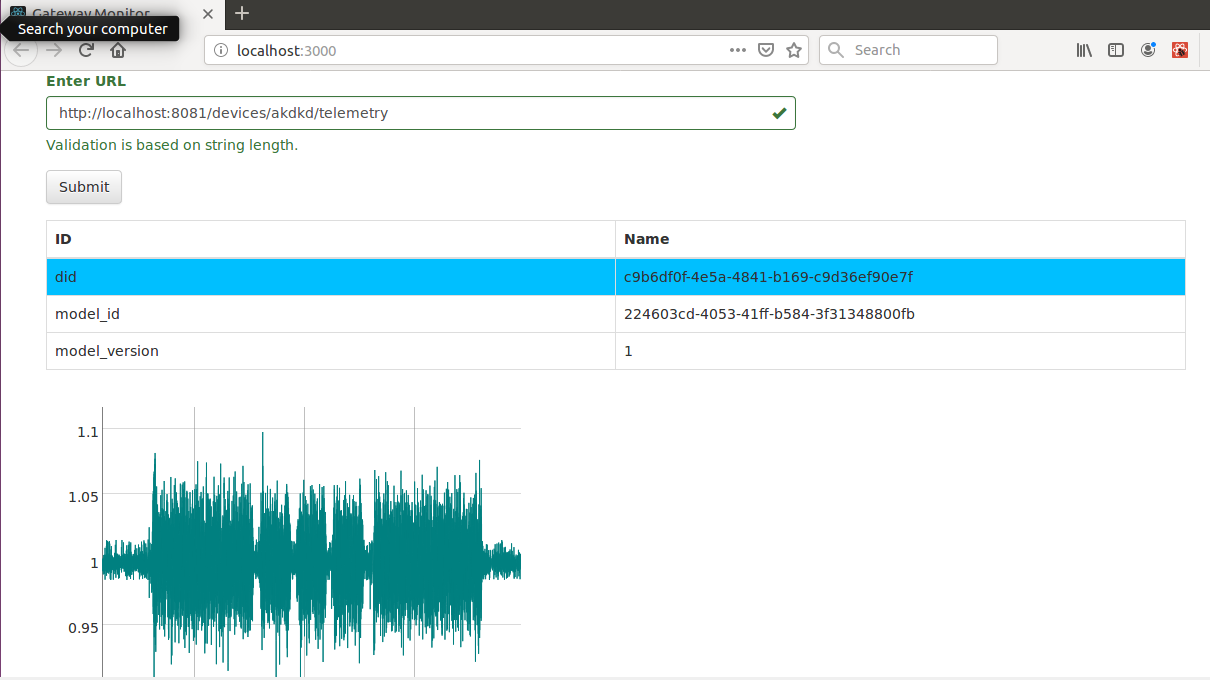 Gateway Monitor
Search your computer
localhost:3000
Search
Enter URL
http://localhost:8081/devices/akdkd/telemetry
Validation is based on string length.
Submit
ID Name
did c9b6df0f-4e5a-4841-b169-c9d36ef90e7f
model_id 224603cd-4053-41ff-b584-3f31348800fb
model_version 1
1.1
1.05
1
0.95